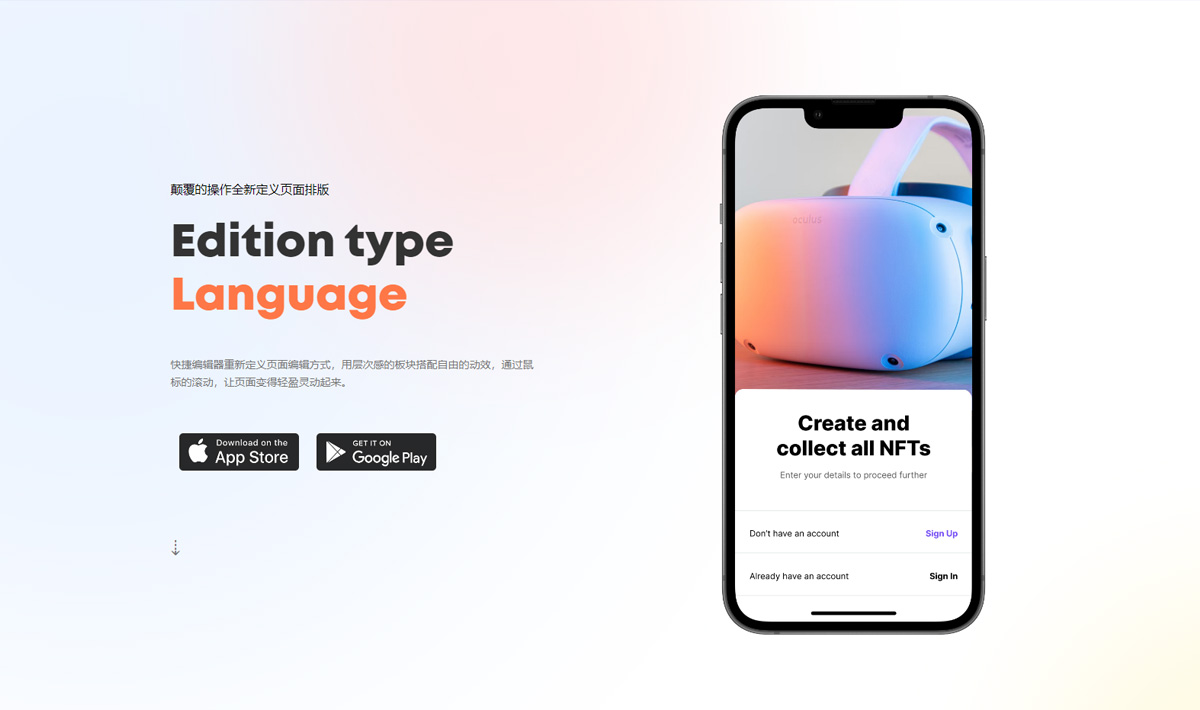 颠覆的操作全新定义页面排版
Edition type
Language
快捷编辑器重新定义页面编辑方式，用层次感的板块搭配自由的动效，通过鼠
标的滚动，让页面变得轻盈灵动起来。
Download on the
App Store
GET IT ON
Google Play
oculus
Create and
collect all NFTs
Enter your details to proceed further
Don't have an account
Sign Up
Already have an account
Sign In